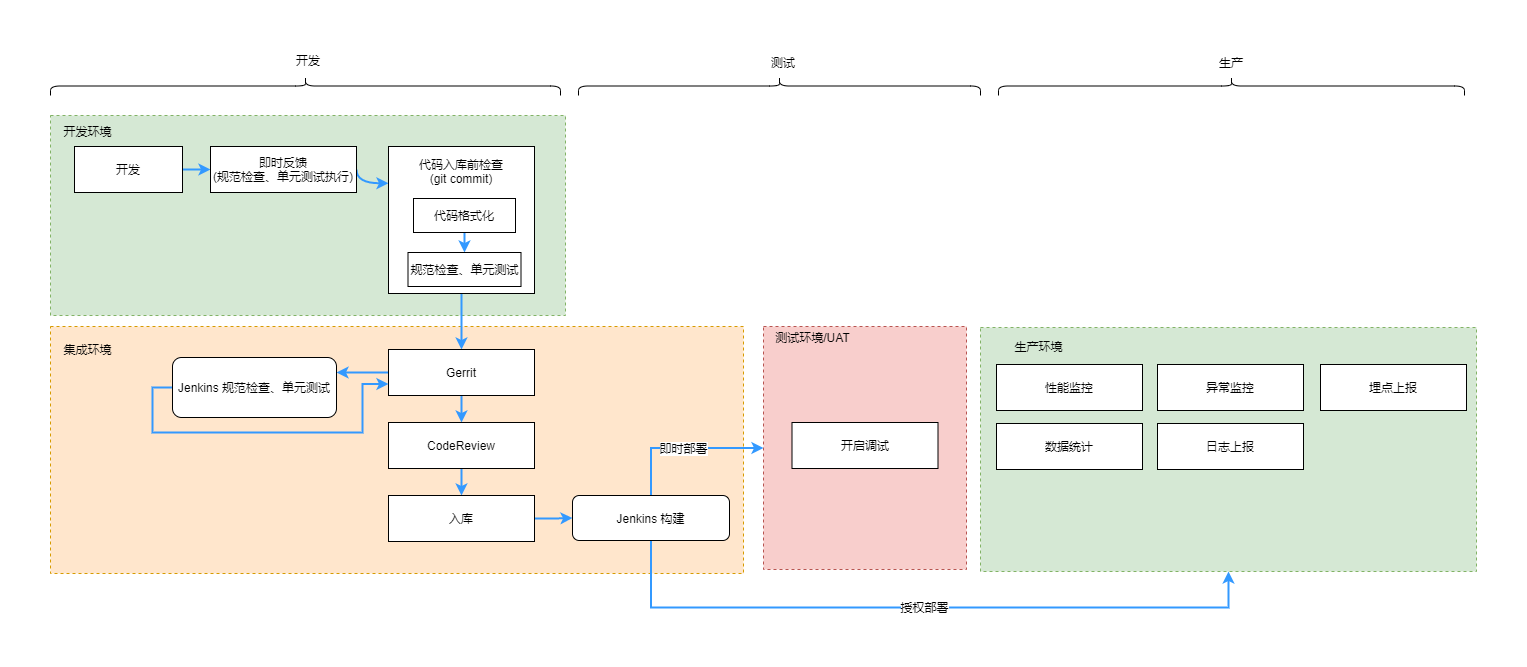 开发
测试
生产
开发环境
开发
即时反馈
(规范检查、单元测试执行)
代码入库前检查
(git commit)
代码格式化
规范检查、单元测试
集成环境
Jenkins 规范检查、单元测试
Gerrit
CodeReview
入库
Jenkins 构建
即时部署
测试环境/UAT
开启调试
生产环境
性能监控
异常监控
埋点上报
数据统计
日志上报
授权部署